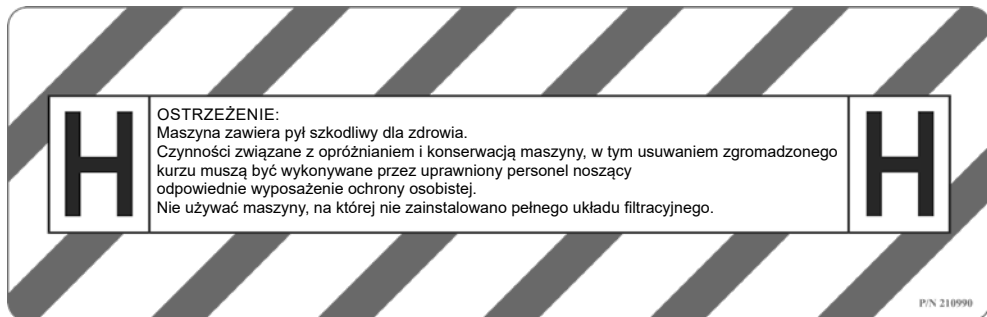 H
OSTRZEŻENIE:
Maszyna zawiera pył szkodliwy dla zdrowia.
Czynności związane z opróżnianiem i konserwacją maszyny, w tym usuwaniem zgromadzonego
kurzu muszą być wykonywane przez uprawniony personel noszący
odpowiednie wyposażenie ochrony osobistej.
Nie używać maszyny, na której nie zainstalowano pełnego układu filtracyjnego.
H
P/N 210990